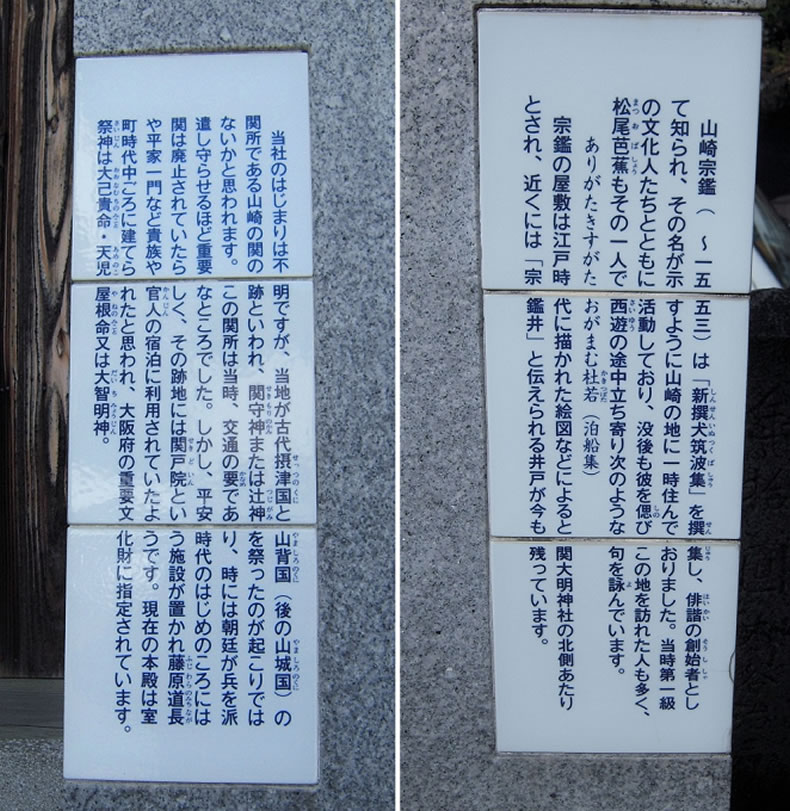 当社のはじまりは不明ですが、当地が古代摂津国と山背国（後の山城国）の
関所である山崎の関の跡といわれ、関守神または辻神を祭ったのが起こりでは
ないかと思われます。この関所は当時、交通の要であり、時には朝廷が兵を派
遣し守らせるほど重要なところでした。しかし、平安時代のはじめのころには
関は廃止されていたらしく、その跡地には関戸院という施設が置かれ藤原道長
や平家一門など貴族や官人の宿泊に利用されていたようです。現在の本殿は室
町時代中ごろに建てられたと思われ、大阪府の重要文化財に指定されています。
祭神は大己貴命・天児屋根命又は大智明神。
山崎宗鑑（　～一五五三）は「新撰犬筑波集」を撰集し、俳諧の創始者とし
て知られ、その名が示すように山崎の地に一時住んでおりました。当時第一級
の文化人たちとともに活動しており、没後も彼を偲びこの地を訪れた人も多く、
松尾芭蕉もその一人で西遊の途中立ち寄り次のような句を詠んでいます。
ありがたきすがたおがまむ杜若（泊船集）
宗鑑の屋敷は江戸時代に描かれた絵図などによると関大明神社の北側あたり
とされ、近くには「宗鑑井」と伝えられる井戸が今も残っています。